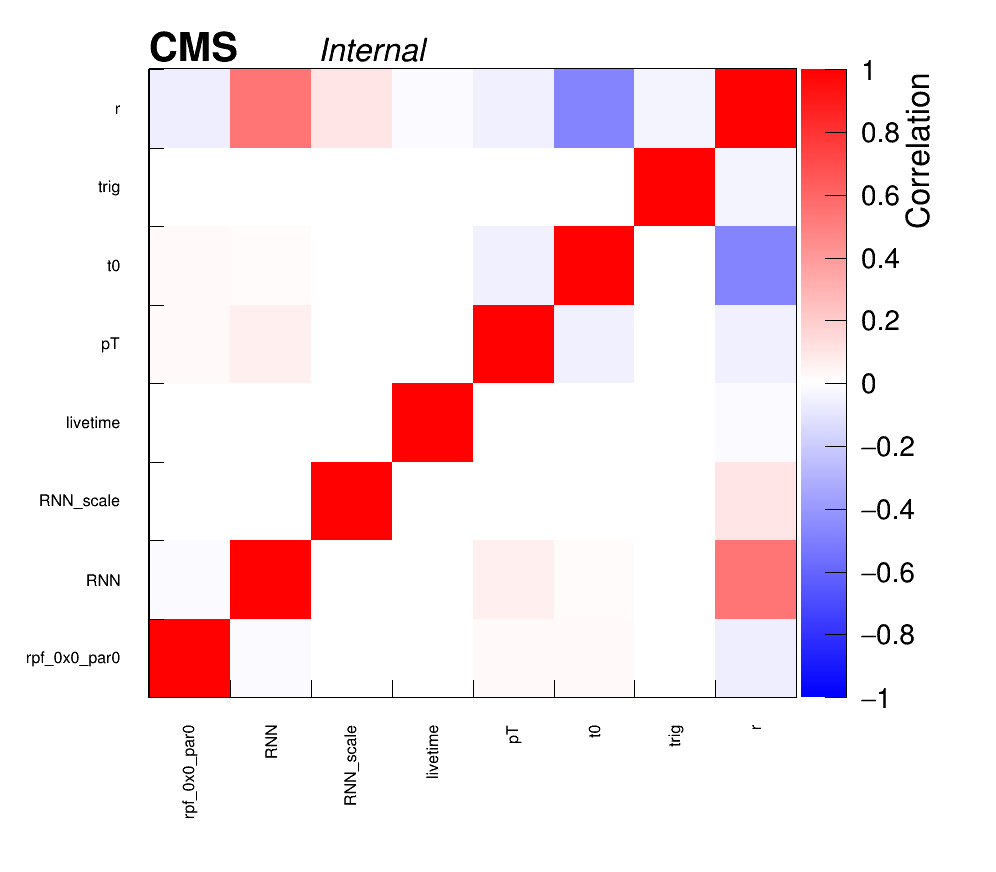 CMS Internal
r
trig
t0
pT
livetime
RNN_scale
RNN
rpf_0x0_par0
rpf_0x0_par0
RNN
RNN_scale
livetime
pT
t0
trig
r
1
0.8
0.6
0.4
0.2
0
−0.2
−0.4
−0.6
−0.8
−1
Correlation